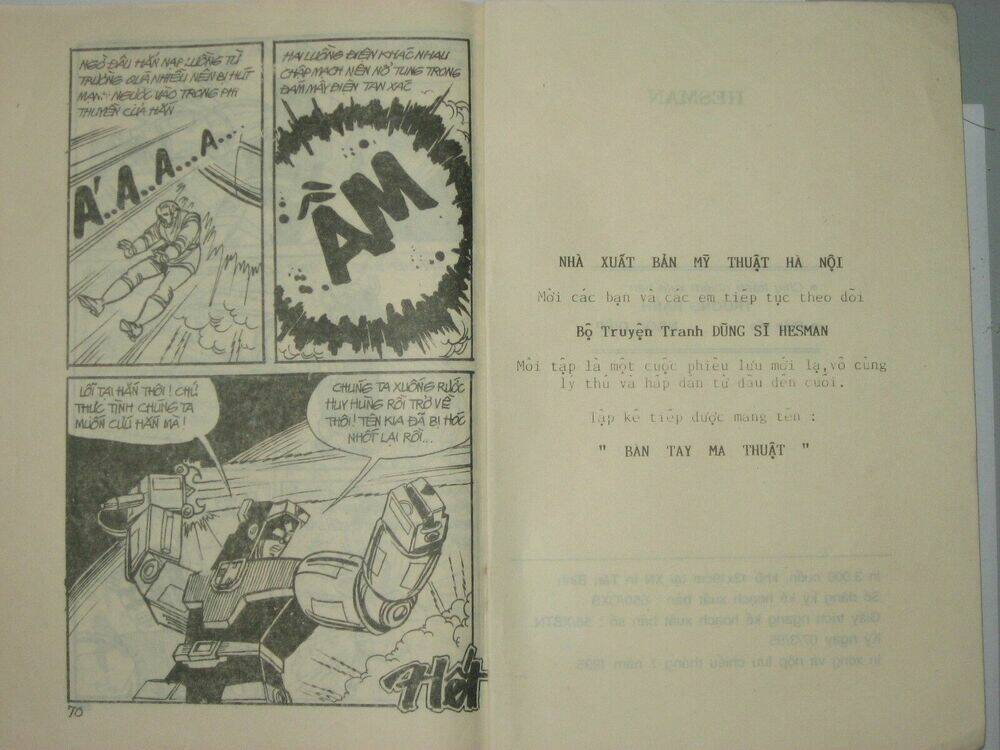 NGỜ ĐÂU HẮN NẠP LUỒNG TỪ
TRƯỜNG QUÁ NHIỀU NÊN BỊ HÚT
MẠNH NGƯỢC VÀO TRONG PHI
THUYỀN CỦA HẮN
Á..A..A...A...
HAI LUỒNG ĐIỆN KHÁC NHAU
CHẬP MẠCH NÊN NỔ TUNG TRONG
ĐÁM MÂY ĐIỆN TAN XÁC
ẦM
LỖI TẠI HẮN THÔI! CHỨ
THỰC TÌNH CHÚNG TA
MUỐN CỨU HẮN MÀ!
CHÚNG TA XUỐNG RƯỚC
HUY HÙNG RỒI TRỞ VỀ
THÔI! TÊN KIA ĐÃ BỊ HỐC
NHỐT LẠI RỒI...
Hết
70
NHÀ XUẤT BẢN MỸ THUẬT HÀ NỘI
Mời các bạn và các em tiếp tục theo dõi
Bộ Truyện Tranh DŨNG SĨ HESMAN
Mỗi tập là một cuộc phiêu lưu mới lạ,vô cùng
lý thú và hấp dẫn từ đầu đến cuối.
Tập kế tiếp được mang tên :
" BÀN TAY MA THUẬT "